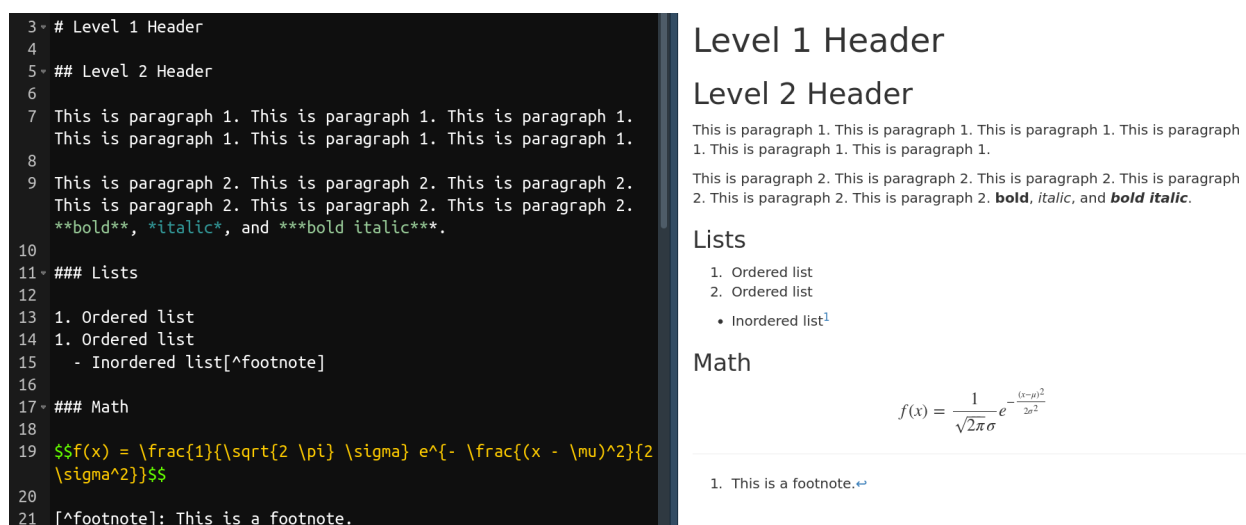 3 # Level 1 Header
4
5 ## Level 2 Header
6
7 This is paragraph 1. This is paragraph 1. This is paragraph 1.
This is paragraph 1. This is paragraph 1. This is paragraph 1.
8
9 This is paragraph 2. This is paragraph 2. This is paragraph 2.
This is paragraph 2. This is paragraph 2. This is paragraph 2.
**bold**, *italic*, and ***bold italic***.
10
11 ### Lists
12
13 1. Ordered list
14 1. Ordered list
15 - Inordered list[^footnote]
16
17 ### Math
18
19 $$f(x) = \frac{1}{\sqrt{2 \pi} \sigma} e^{- \frac{(x - \mu)^2}{2
\sigma^2}}$$
20
21 [^footnote]: This is a footnote.
Level 1 Header
Level 2 Header
This is paragraph 1. This is paragraph 1. This is paragraph 1. This is paragraph
1. This is paragraph 1. This is paragraph 1.
This is paragraph 2. This is paragraph 2. This is paragraph 2. This is paragraph
2. This is paragraph 2. This is paragraph 2. bold, italic, and bold italic.
Lists
1. Ordered list
2. Ordered list
• Inordered list¹
Math
f(x) = 1/(√(2π)σ) e^(−(x−μ)²/(2σ²))
1. This is a footnote.↩